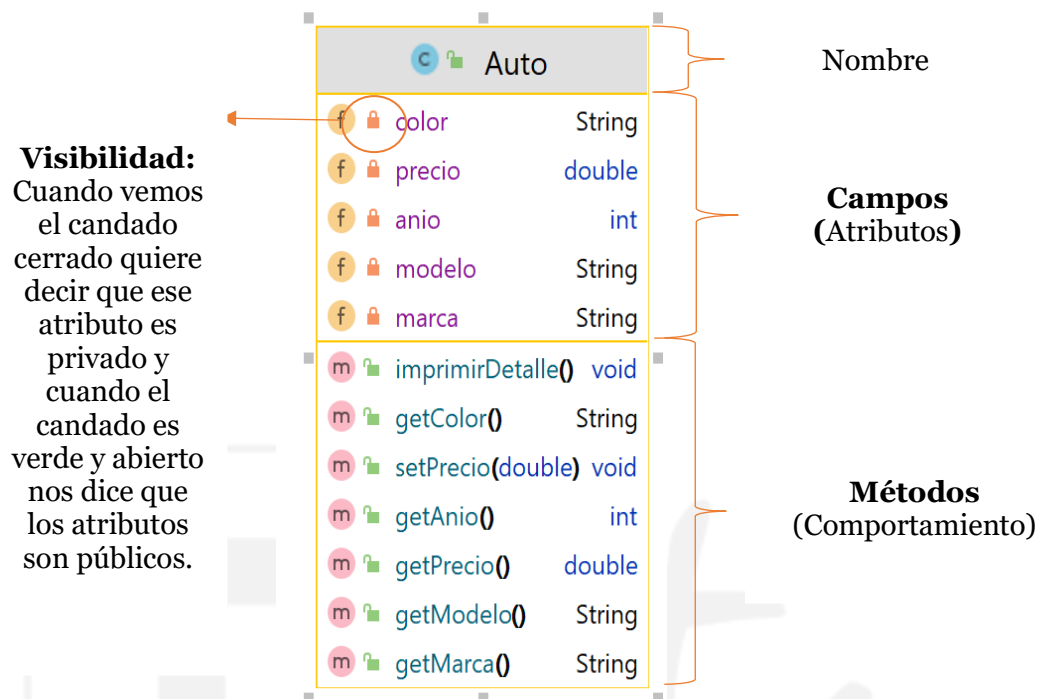 Visibilidad:
Cuando vemos
el candado
cerrado quiere
decir que ese
atributo es
privado y
cuando el
candado es
verde y abierto
nos dice que
los atributos
son públicos.
C Auto
f color String
f precio double
f anio int
f modelo String
f marca String
m imprimirDetalle() void
m getColor() String
m setPrecio(double) void
m getAnio() int
m getPrecio() double
m getModelo() String
m getMarca() String
Nombre
Campos
(Atributos)
Métodos
(Comportamiento)